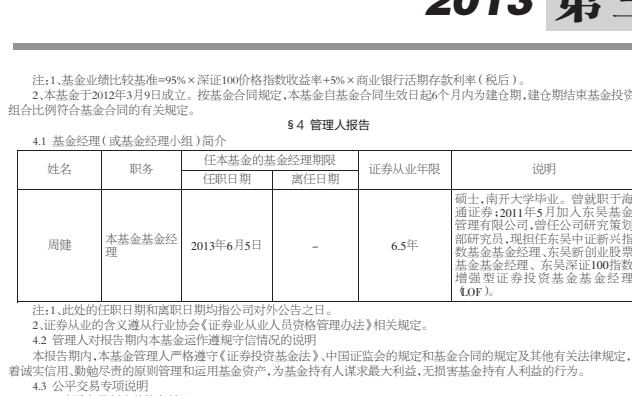 2013 第三
注:1、基金业绩比较基准=95%×深证100价格指数收益率+5%×商业银行活期存款利率(税后)。
2、本基金于2012年3月9日成立。按基金合同规定,本基金自基金合同生效日起6个月内为建仓期,建仓期结束基金投资
组合比例符合基金合同的有关规定。
§4 管理人报告
4.1 基金经理(或基金经理小组)简介
姓名 职务 任本基金的基金经理期限 证券从业年限 说明
任职日期 离任日期
周健 本基金基金经理 2013年6月5日 – 6.5年
硕士,南开大学毕业。曾就职于海
通证券;2011年5月加入东吴基金
管理有限公司,曾任公司研究策划
部研究员,现担任东吴中证新兴指
数基金基金经理、东吴新创业股票
基金基金经理、东吴深证100指数
增强型证券投资基金基金经理
(LOF)。
注:1、此处的任职日期和离职日期均指公司对外公告之日。
2、证券从业的含义遵从行业协会《证券业从业人员资格管理办法》相关规定。
4.2 管理人对报告期内本基金运作遵规守信情况的说明
本报告期内,本基金管理人严格遵守《证券投资基金法》、中国证监会的规定和基金合同的规定及其他有关法律规定,
着诚实信用、勤勉尽责的原则管理和运用基金资产,为基金持有人谋求最大利益,无损害基金持有人利益的行为。
4.3 公平交易专项说明